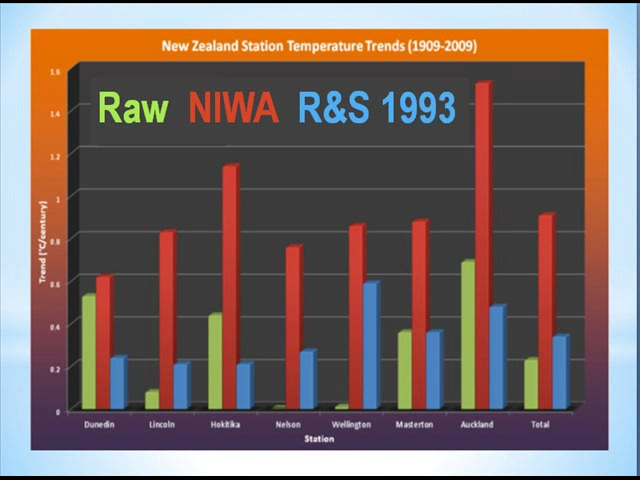 New Zealand Station Temperature Trends (1909-2009)
Raw NIWA R&S 1993
Trend (°C/century)
1.6
1.4
1.2
1
0.8
0.6
0.4
0.2
0
Dunedin Lincoln Hokitika Nelson Wellington Masterton Auckland Total
Station